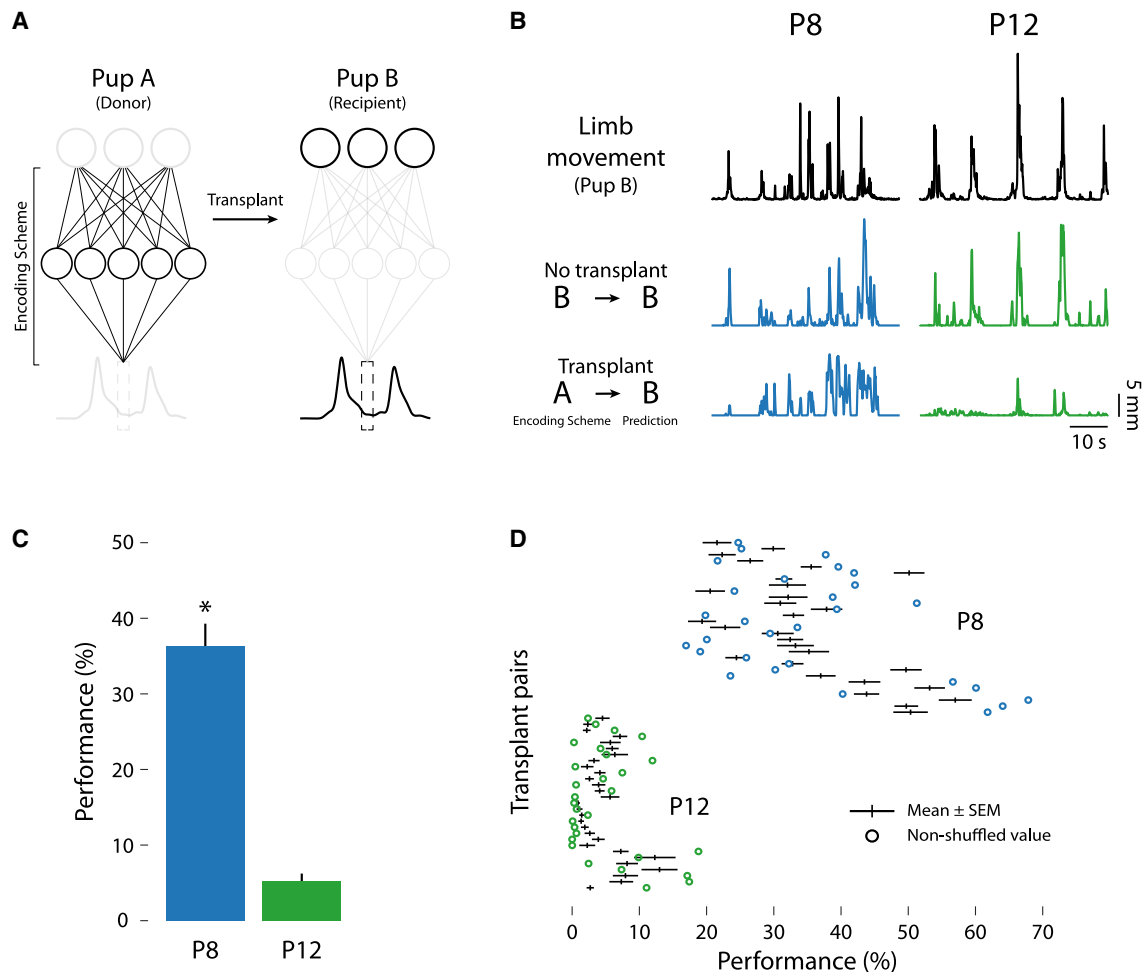 A
Pup A
(Donor)
Pup B
(Recipient)
Encoding Scheme
Transplant
B
P8
P12
Limb
movement
(Pup B)
No transplant
B → B
Transplant
A → B
Encoding Scheme
Prediction
5 mm
10 s
C
Performance (%)
50
40
30
20
10
0
*
P8
P12
D
Transplant pairs
P8
P12
Mean ± SEM
Non-shuffled value
0 10 20 30 40 50 60 70
Performance (%)